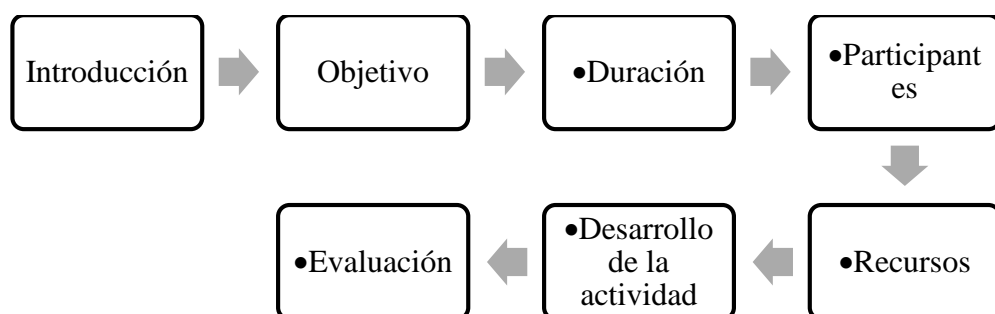 Introducción
Objetivo
•Duración
•Participant
es
•Recursos
•Desarrollo
de la
actividad
•Evaluación